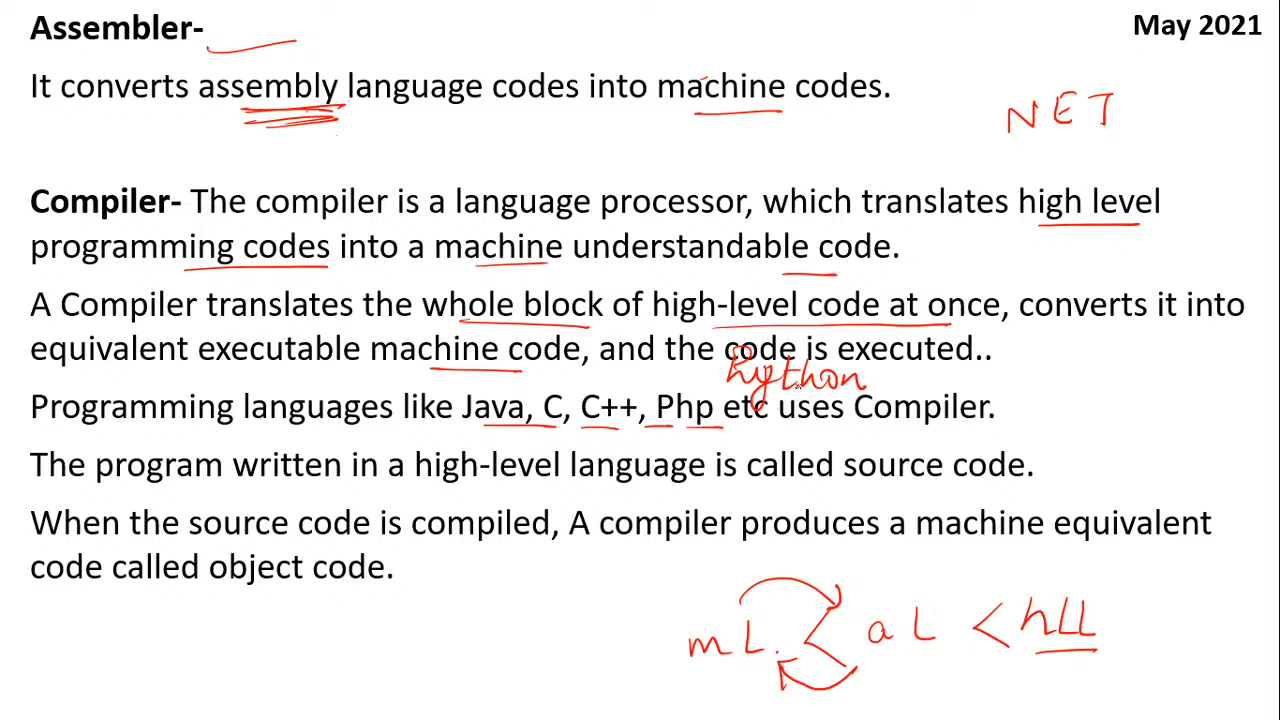 Assembler-
May 2021
It converts assembly language codes into machine codes.
NET
Compiler- The compiler is a language processor, which translates high level
programming codes into a machine understandable code.
A Compiler translates the whole block of high-level code at once, converts it into
equivalent executable machine code, and the code is executed..
Python
Programming languages like Java, C, C++, Php etc uses Compiler.
The program written in a high-level language is called source code.
When the source code is compiled, A compiler produces a machine equivalent
code called object code.
mL. < aL < hLL